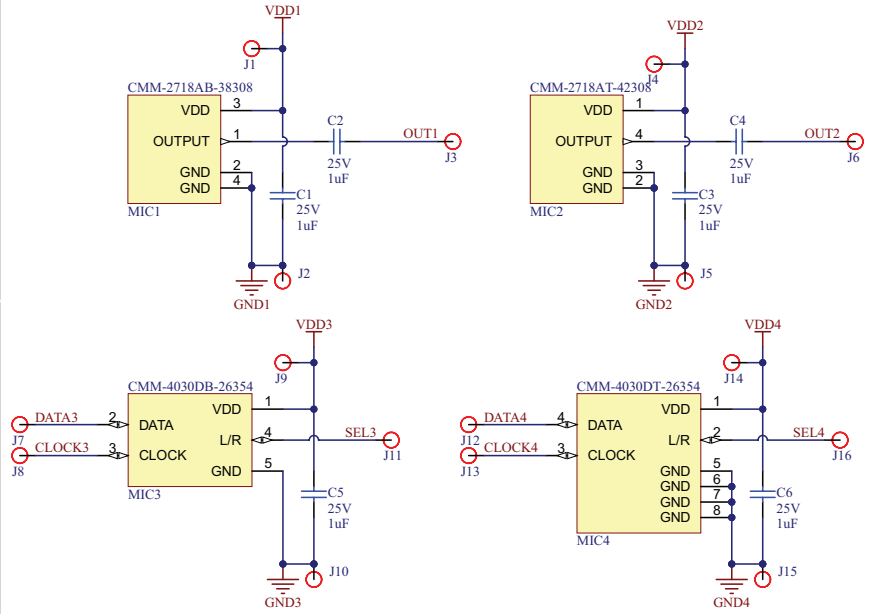 VDD1
J1
CMM-2718AB-38308
VDD 3
OUTPUT 1
GND 2
GND 4
MIC1
C2
25V
1uF
OUT1
J3
C1
25V
1uF
J2
GND1
VDD2
J4
CMM-2718AT-42308
VDD 1
OUTPUT 4
GND 3
GND 2
MIC2
C4
25V
1uF
OUT2
J6
C3
25V
1uF
J5
GND2
VDD3
J9
CMM-4030DB-26354
VDD 1
DATA3 2 DATA
J7
L/R 4 SEL3
J11
CLOCK3 3 CLOCK
J8
GND 5
MIC3
C5
25V
1uF
J10
GND3
VDD4
J14
CMM-4030DT-26354
VDD 1
DATA4 4 DATA
J12
L/R 2 SEL4
J16
CLOCK4 3 CLOCK
J13
GND 5
GND 6
GND 7
GND 8
MIC4
C6
25V
1uF
J15
GND4